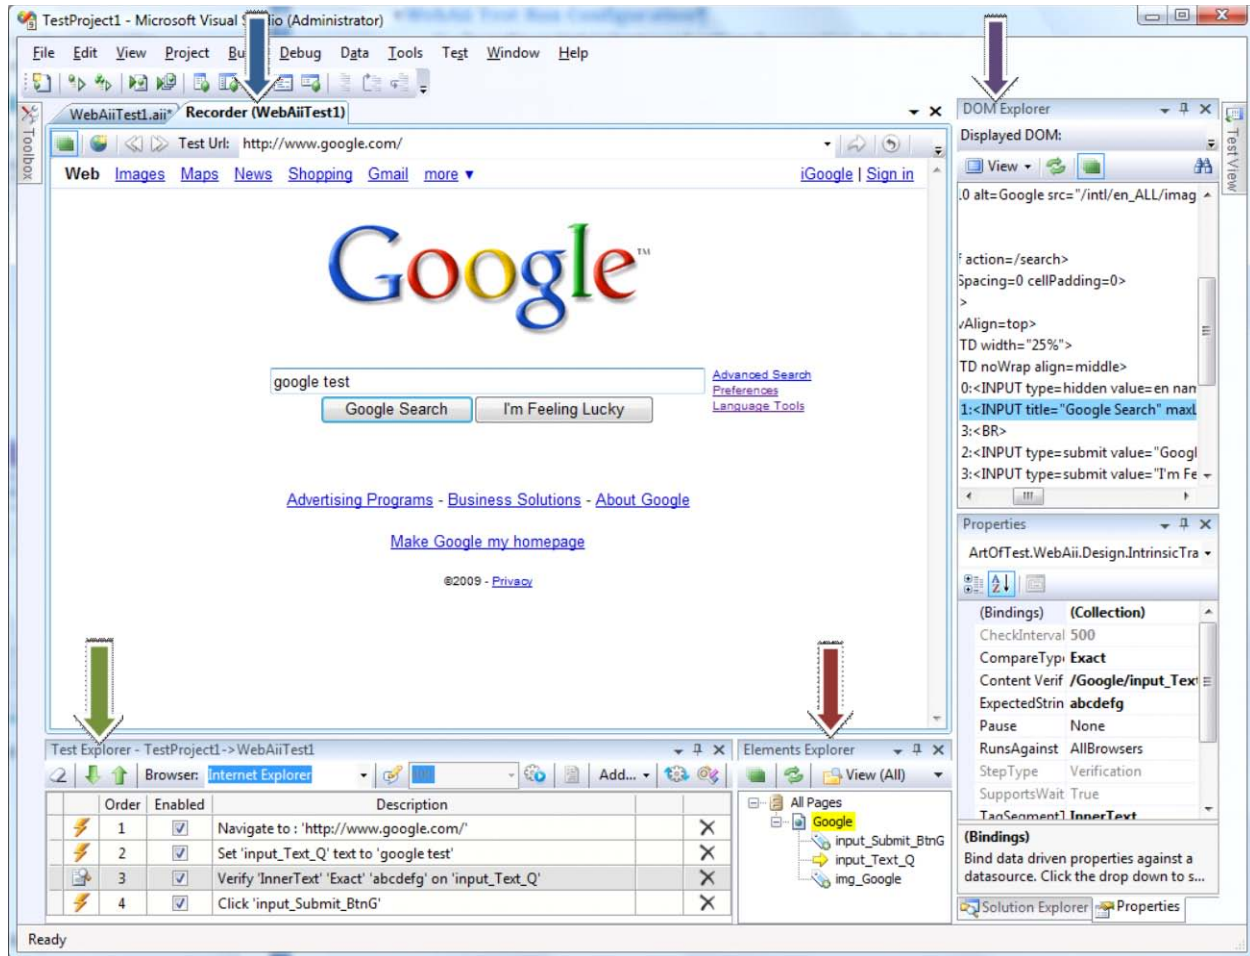 TestProject1 - Microsoft Visual Studio (Administrator)
File Edit View Project Debug Data Tools Test Window Help
Toolbox
WebAiiTest1.aii* Recorder (WebAiiTest1)
Test Url: http://www.google.com/
Web Images Maps News Shopping Gmail more ▼ iGoogle | Sign in
Google™
google test
Advanced Search
Preferences
Language Tools
Google Search I'm Feeling Lucky
Advertising Programs - Business Solutions - About Google
Make Google my homepage
©2009 - Privacy
DOM Explorer
Test View
Displayed DOM:
View
.0 alt=Google src="/intl/en_ALL/imag
f action=/search>
Spacing=0 cellPadding=0>
>
vAlign=top>
TD width="25%">
TD noWrap align=middle>
0:<INPUT type=hidden value=en nam
1:<INPUT title="Google Search" maxL
3:<BR>
2:<INPUT type=submit value="Googl
3:<INPUT type=submit value="I'm Fe
Properties
ArtOfTest.WebAii.Design.IntrinsicTra
(Bindings) (Collection)
CheckInterval 500
CompareType Exact
Content Verif /Google/input_Text
ExpectedStrin abcdefg
Pause None
RunsAgainst AllBrowsers
StepType Verification
SupportsWait True
TagSegment] InnerText
(Bindings)
Bind data driven properties against a
datasource. Click the drop down to s...
Solution Explorer Properties
Test Explorer - TestProject1->WebAiiTest1
Browser: Internet Explorer 100 Add...
Order Enabled Description
1 Navigate to : 'http://www.google.com/'
2 Set 'input_Text_Q' text to 'google test'
3 Verify 'InnerText' 'Exact' 'abcdefg' on 'input_Text_Q'
4 Click 'input_Submit_BtnG'
Elements Explorer
View (All)
All Pages
Google
input_Submit_BtnG
input_Text_Q
img_Google
Ready